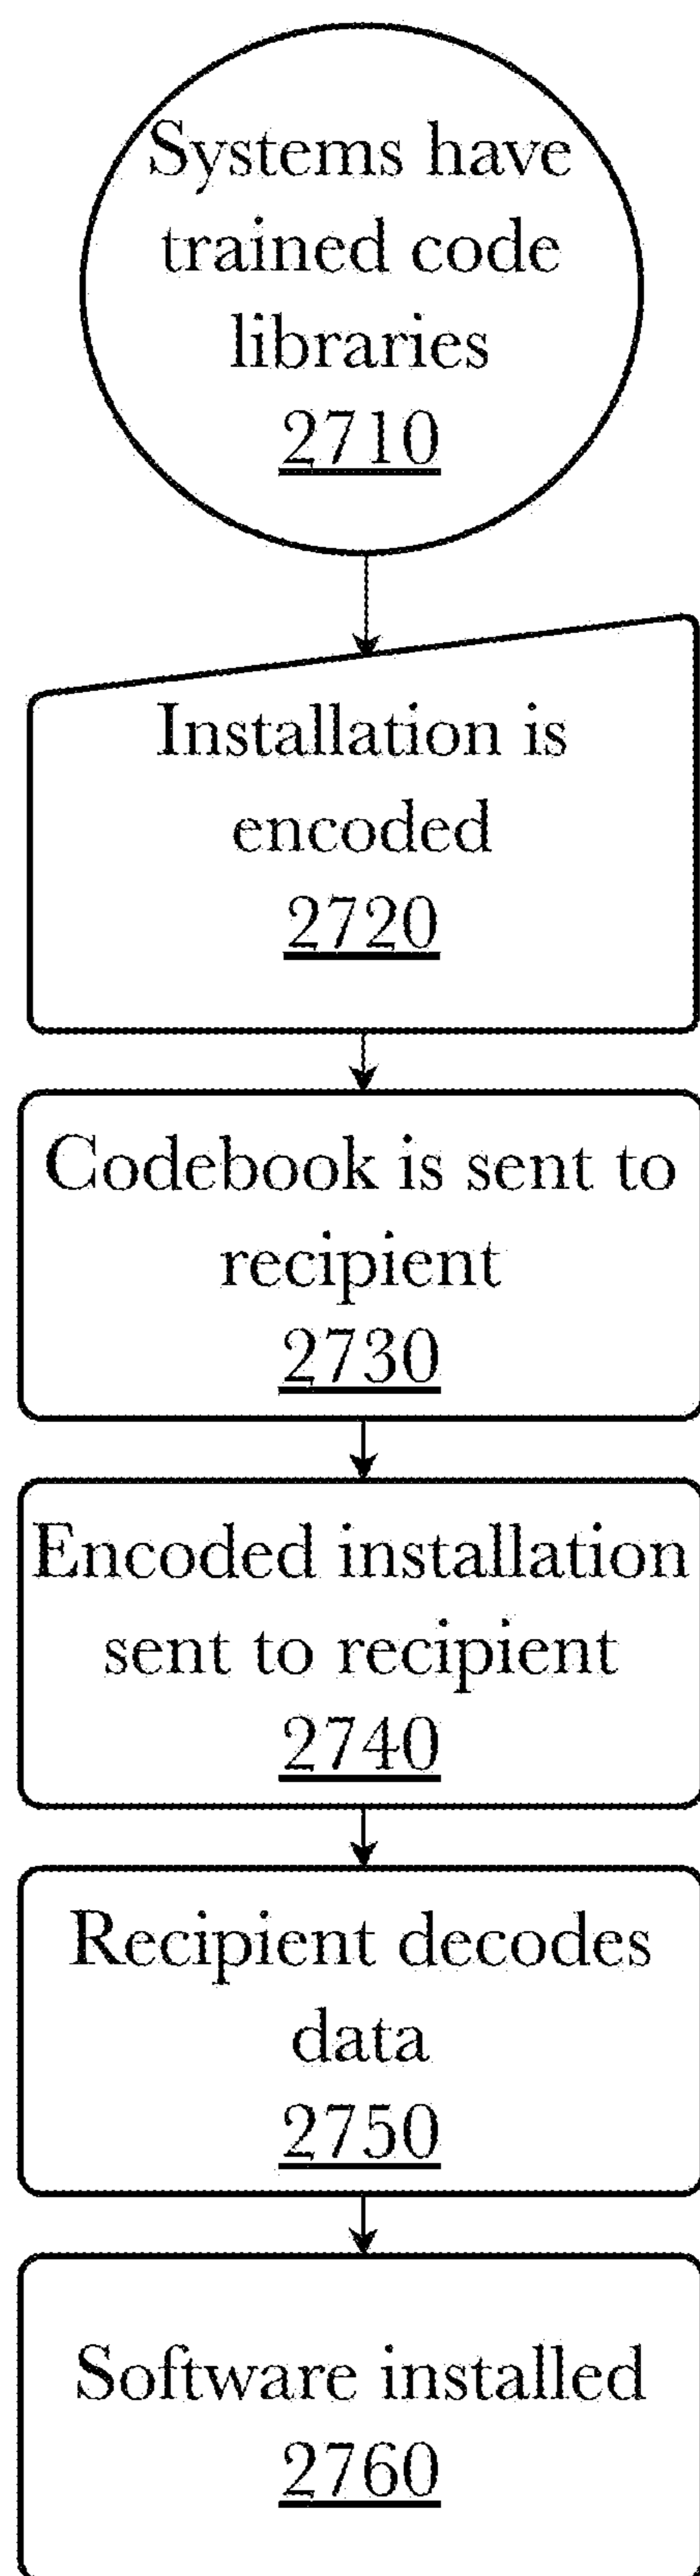 Systems have
trained code
libraries
2710
Installation is
encoded
2720
Codebook is sent to
recipient
2730
Encoded installation
sent to recipient
2740
Recipient decodes
data
2750
Software installed
2760